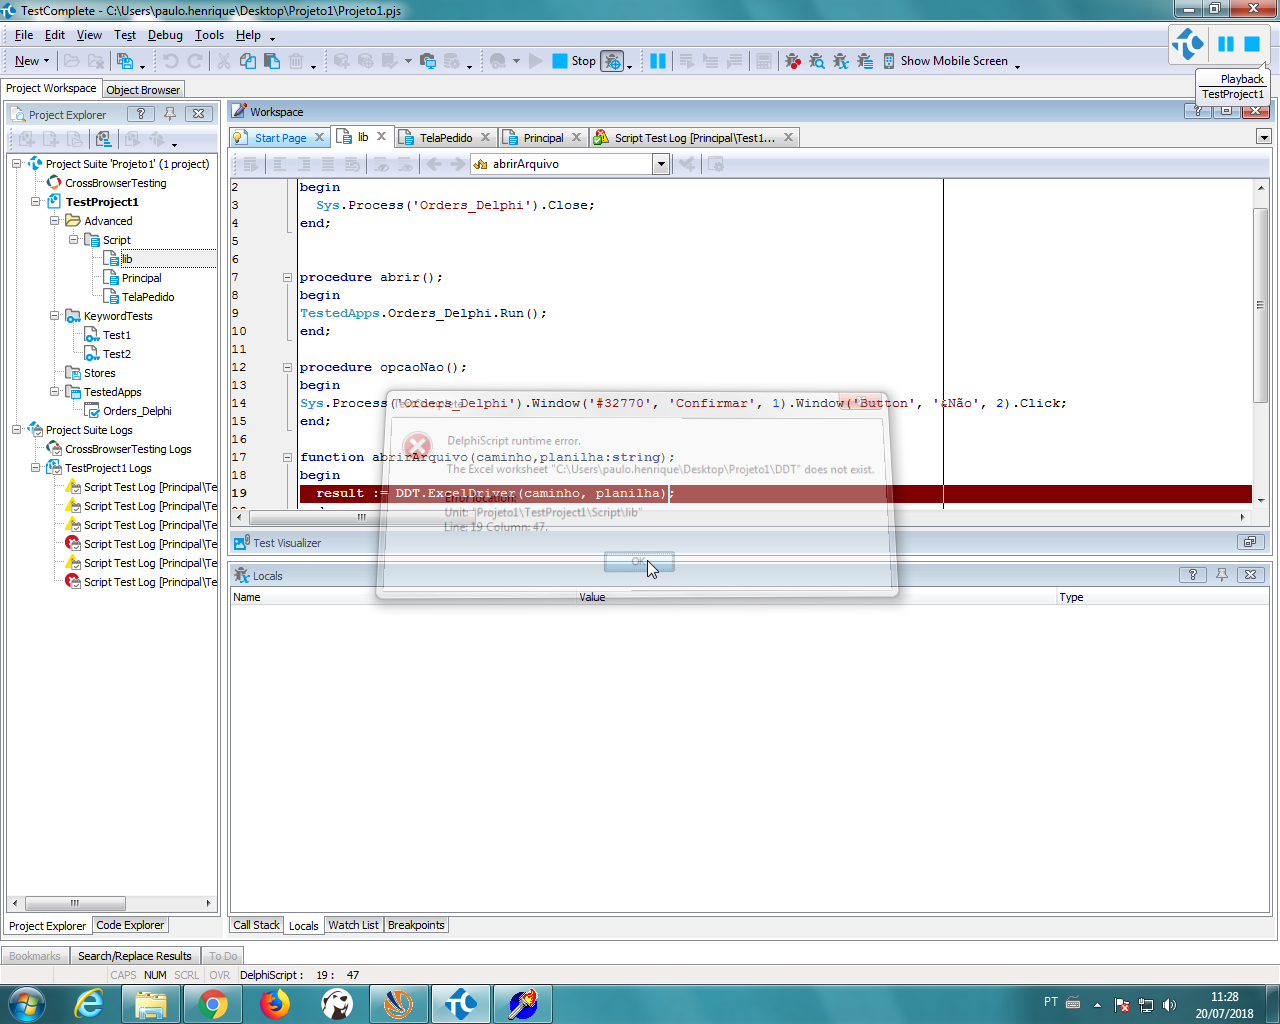 TestComplete - C:\Users\paulo.henrique\Desktop\Projeto1\Projeto1.pjs
File Edit View Test Debug Tools Help
New
Stop
Show Mobile Screen
Playback
TestProject1
Project Workspace
Object Browser
Project Explorer
Project Suite 'Projeto1' (1 project)
CrossBrowserTesting
TestProject1
Advanced
Script
lib
Principal
TelaPedido
KeywordTests
Test1
Test2
Stores
TestedApps
Orders_Delphi
Project Suite Logs
CrossBrowserTesting Logs
TestProject1 Logs
Script Test Log [Principal\Te
Script Test Log [Principal\Te
Script Test Log [Principal\Te
Script Test Log [Principal\Te
Script Test Log [Principal\Te
Script Test Log [Principal\Te
Project Explorer
Code Explorer
Workspace
Start Page
lib
TelaPedido
Principal
Script Test Log [Principal\Test1...
abrirArquivo
2 begin
3 Sys.Process('Orders_Delphi').Close;
4 end;
5
6
7 procedure abrir();
8 begin
9 TestedApps.Orders_Delphi.Run();
10 end;
11
12 procedure opcaoNao();
13 begin
14 Sys.Process('Orders_Delphi').Window('#32770', 'Confirmar', 1).Window('Button', '&Não', 2).Click;
15 end;
16
17 function abrirArquivo(caminho,planilha:string);
18 begin
19 result := DDT.ExcelDriver(caminho, planilha);
TestComplete
DelphiScript runtime error.
The Excel worksheet "C:\Users\paulo.henrique\Desktop\Projeto1\DDT" does not exist.
Error location:
Unit: "Projeto1\TestProject1\Script\lib"
Line: 19 Column: 47.
OK
Test Visualizer
Locals
Name Value Type
Call Stack
Locals
Watch List
Breakpoints
Bookmarks
Search/Replace Results
To Do
CAPS NUM SCRL OVR DelphiScript : 19 : 47
PT
11:28
20/07/2018